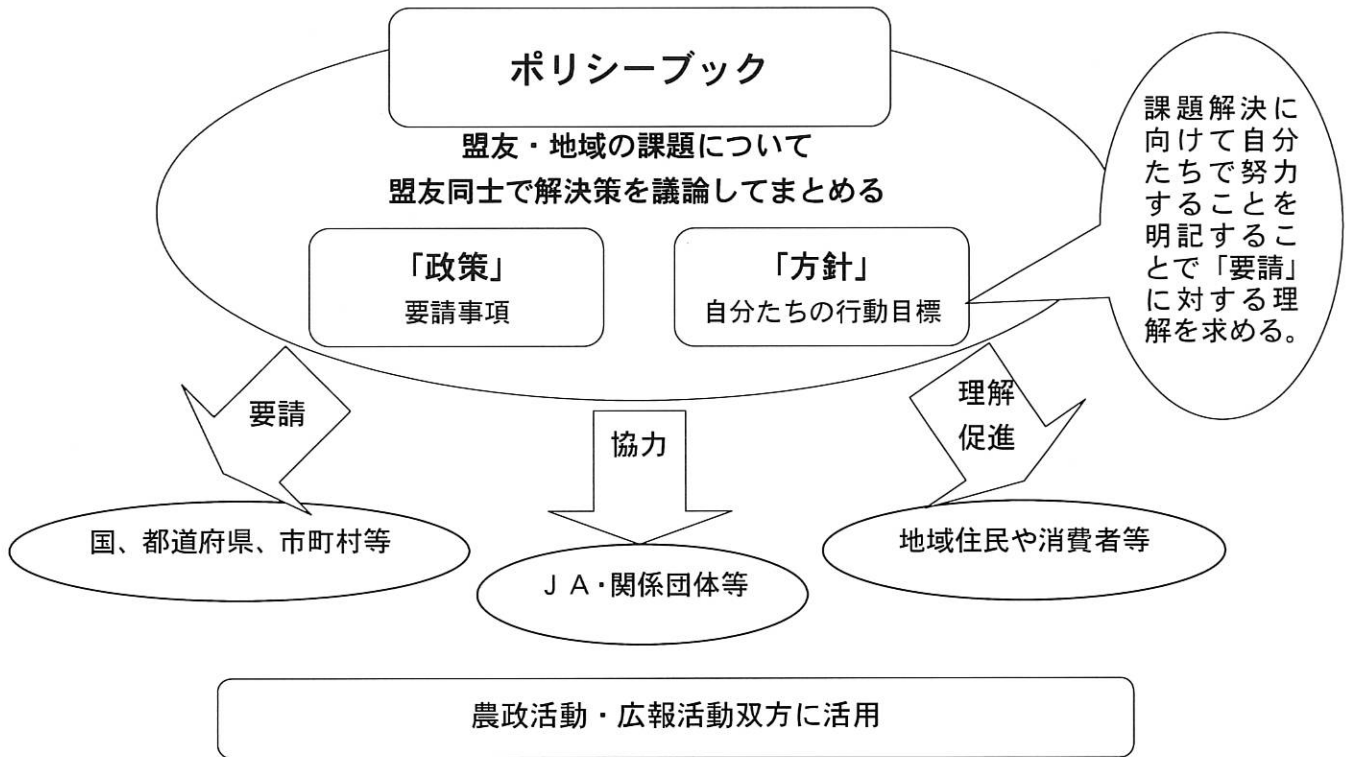 ポリシーブック
盟友・地域の課題について
盟友同士で解決策を議論してまとめる
「政策」
要請事項
「方針」
自分たちの行動目標
課題解決に
向けて自分
たちで努力
することを
明記するこ
とで「要請」
に対する理
解を求める。
要請
協力
理解
促進
国、都道府県、市町村等
ＪＡ・関係団体等
地域住民や消費者等
農政活動・広報活動双方に活用